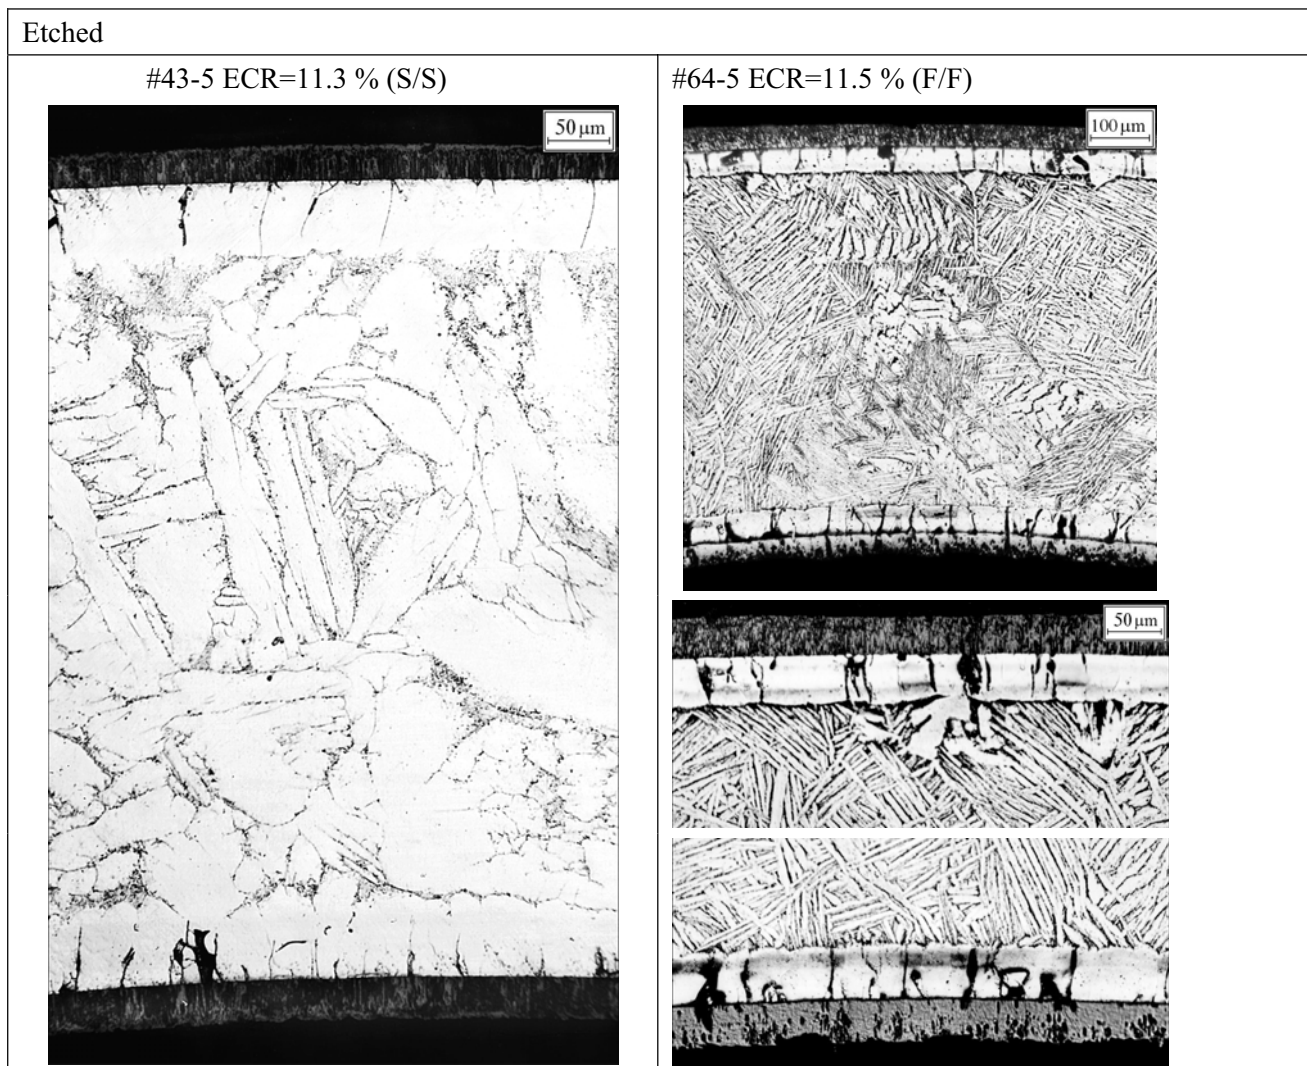 Etched
#43-5 ECR=11.3 % (S/S)
50 μm
#64-5 ECR=11.5 % (F/F)
100 μm
50 μm